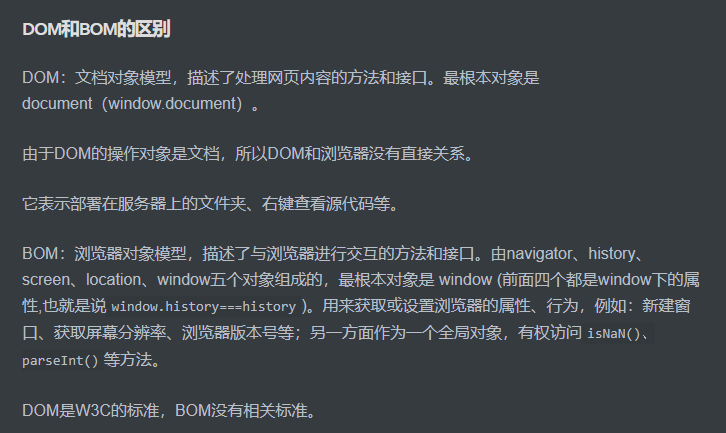 DOM和BOM的区别
DOM：文档对象模型，描述了处理网页内容的方法和接口。最根本对象是
document（window.document）。
由于DOM的操作对象是文档，所以DOM和浏览器没有直接关系。
它表示部署在服务器上的文件夹、右键查看源代码等。
BOM：浏览器对象模型，描述了与浏览器进行交互的方法和接口。由navigator、history、
screen、location、window五个对象组成的，最根本对象是 window (前面四个都是window下的属
性,也就是说 window.history===history )。用来获取或设置浏览器的属性、行为，例如：新建窗
口、获取屏幕分辨率、浏览器版本号等；另一方面作为一个全局对象，有权访问 isNaN()、
parseInt() 等方法。
DOM是W3C的标准，BOM没有相关标准。